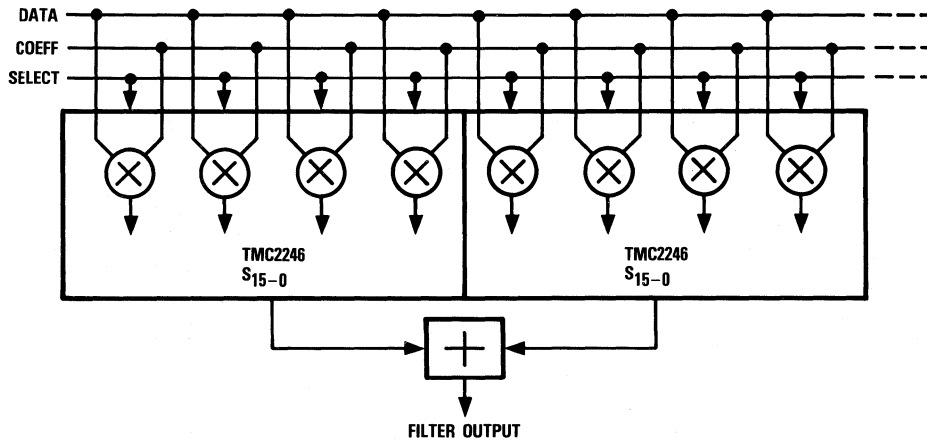 DATA
COEFF
SELECT
TMC2246
S15–0
TMC2246
S15–0
FILTER OUTPUT